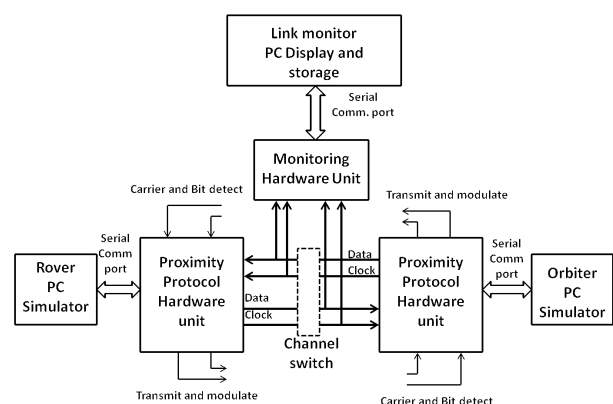 Link monitor
PC Display and
storage
Serial
Comm. port
Monitoring
Hardware Unit
Carrier and Bit detect
Transmit and modulate
Serial
Comm
port
Rover
PC
Simulator
Proximity
Protocol
Hardware
unit
Data
Clock
Data
Clock
Channel
switch
Proximity
Protocol
Hardware
unit
Serial
Comm
port
Orbiter
PC
Simulator
Transmit and modulate
Carrier and Bit detect